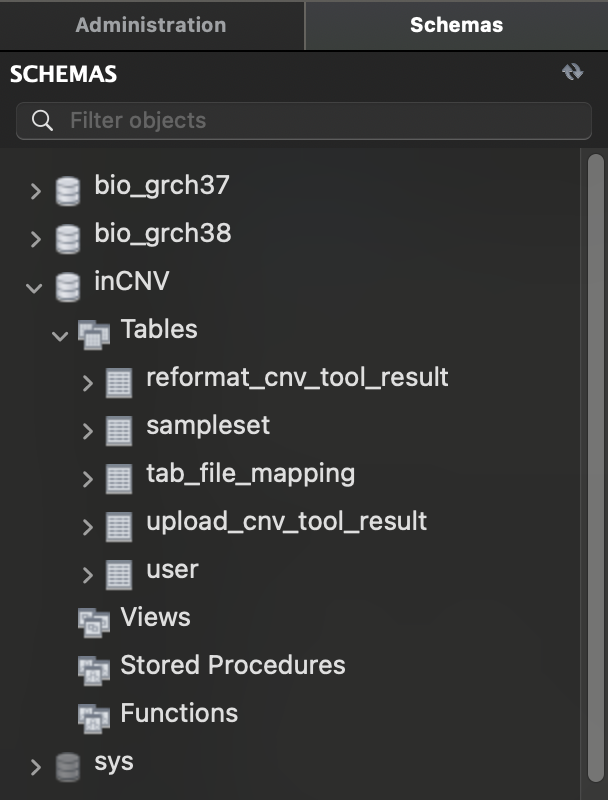 Administration
Schemas
SCHEMAS
Filter objects
bio_grch37
bio_grch38
inCNV
Tables
reformat_cnv_tool_result
sampleset
tab_file_mapping
upload_cnv_tool_result
user
Views
Stored Procedures
Functions
sys